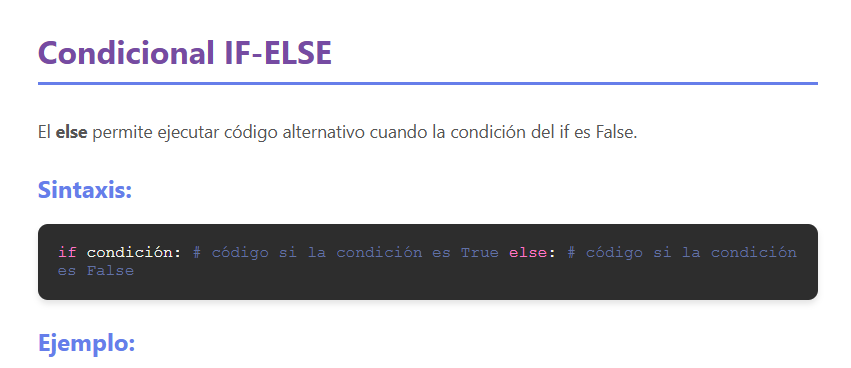 Condicional IF-ELSE
El else permite ejecutar código alternativo cuando la condición del if es False.
Sintaxis:
if condición: # código si la condición es True else: # código si la condición
es False
Ejemplo: